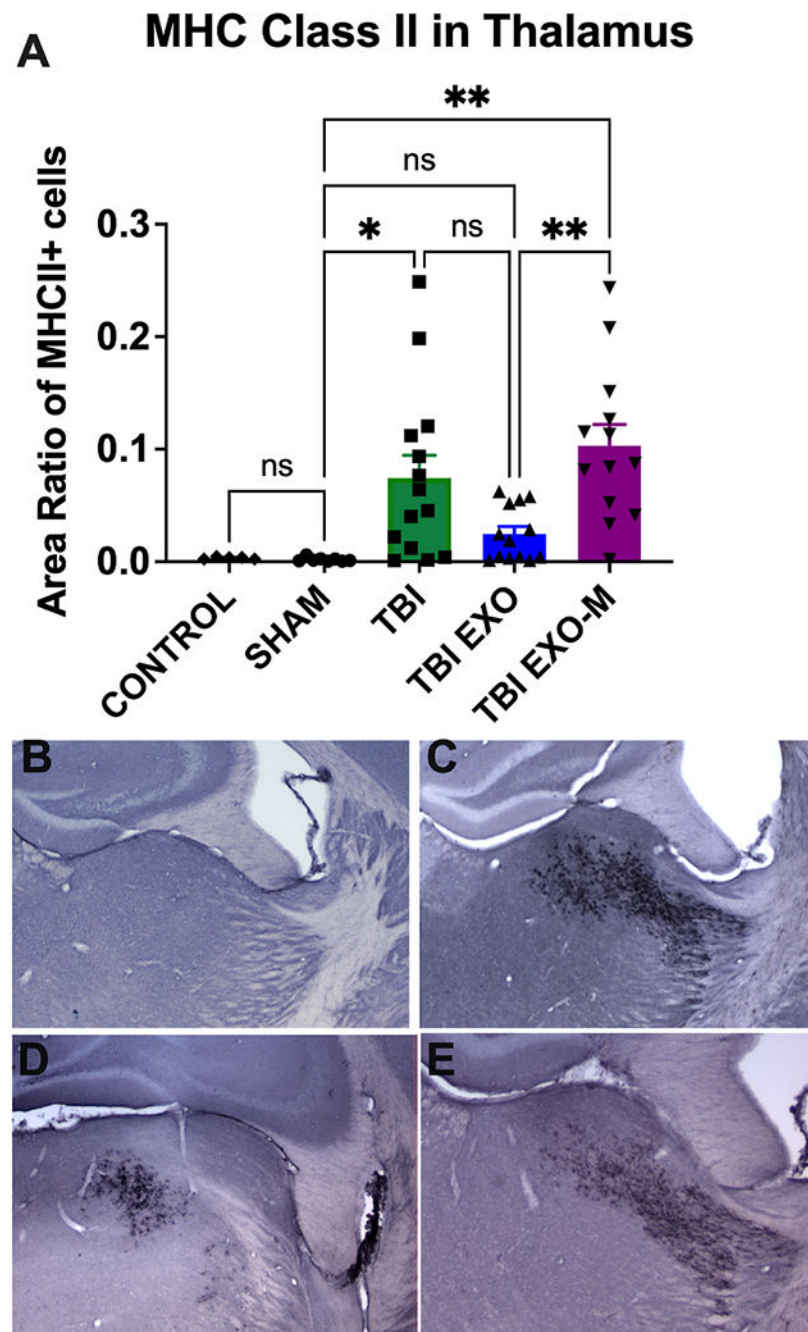 MHC Class II in Thalamus
A
**
ns
* ns **
ns
Area Ratio of MHCII+ cells
0.3
0.2
0.1
0.0
CONTROL
SHAM
TBI
TBI EXO
TBI EXO-M
B
C
D
E